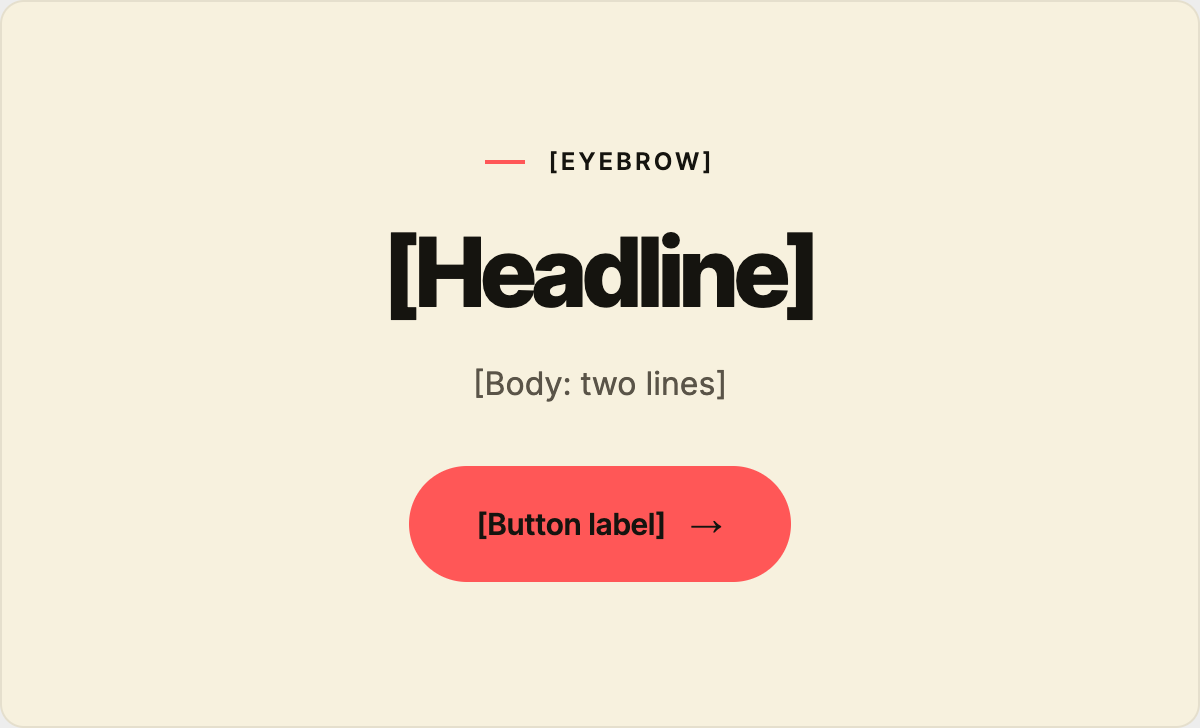 [EYEBROW]
[Headline]
[Body: two lines]
[Button label] →